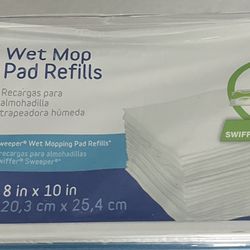 Wet Mop
Pad Refills
Recargas para
almohadilla
trapeadora húmeda
Sweeper® Wet Mopping Pad Refills*
recargas para almohadillas
Swiffer® Sweeper®*
8 in x 10 in
20,3 cm x 25,4 cm
SWIFFER